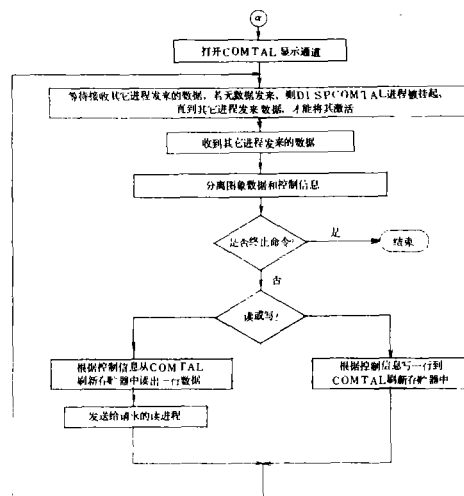 α
打开COMTAL显示通道
等待接收其它进程发来的数据，若无数据发来，则DISPCOMTAL进程被挂起，
直到其它进程发来数据，才能将其激活
收到其它进程发来的数据
分离图象数据和控制信息
是否终止命令？
是
结束
否
读或写？
根据控制信息从COMTAL
刷新存贮器中读出一行数据
根据控制信息写一行到
COMTAL刷新存贮器中
发送给请求的读进程